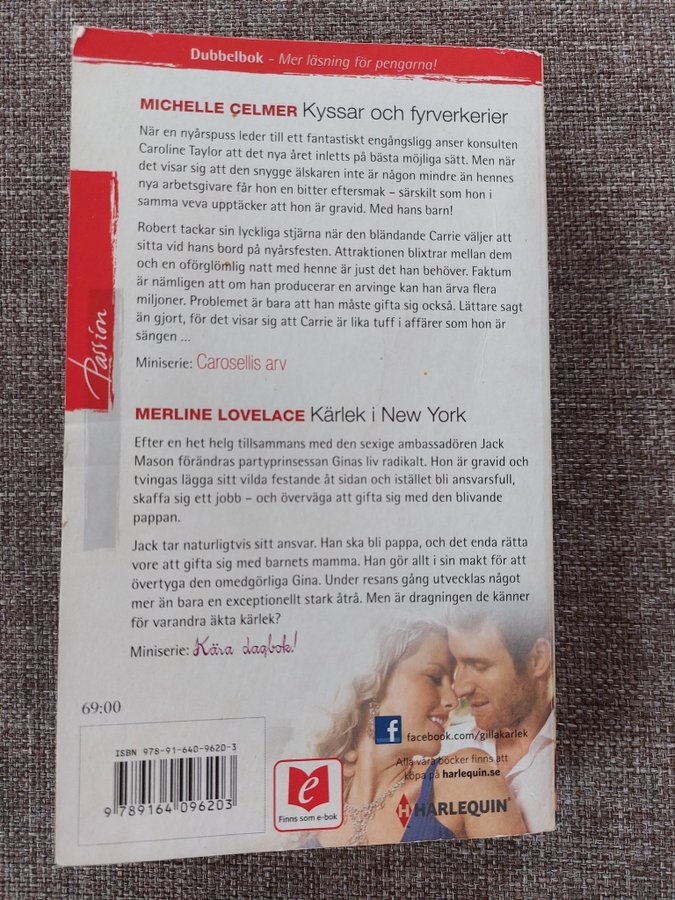 Dubbelbok - Mer läsning för pengarna!
MICHELLE CELMER Kyssar och fyrverkerier
När en nyårspuss leder till ett fantastiskt engångsligg anser konsulten
Caroline Taylor att det nya året inletts på bästa möjliga sätt. Men när
det visar sig att den snygge älskaren inte är någon mindre än hennes
nya arbetsgivare får hon en bitter eftersmak – särskilt som hon i
samma veva upptäcker att hon är gravid. Med hans barn!
Robert tackar sin lyckliga stjärna när den bländande Carrie väljer att
sitta vid hans bord på nyårsfesten. Attraktionen blixtrar mellan dem
och en oförglömlig natt med henne är just det han behöver. Faktum
är nämligen att om han producerar en arvinge kan han ärva flera
miljoner. Problemet är bara att han måste gifta sig också. Lättare sagt
än gjort, för det visar sig att Carrie är lika tuff i affärer som hon är i
sängen ...
Miniserie: Carosellis arv
Passion
MERLINE LOVELACE Kärlek i New York
Efter en het helg tillsammans med den sexige ambassadören Jack
Mason förändras partyprinsessan Ginas liv radikalt. Hon är gravid och
tvingas lägga sitt vilda festande åt sidan och istället bli ansvarsfull,
skaffa sig ett jobb – och överväga att gifta sig med den blivande
pappan.
Jack tar naturligtvis sitt ansvar. Han ska bli pappa, och det enda rätta
vore att gifta sig med barnets mamma. Han gör allt i sin makt för att
övertyga den omedgörliga Gina. Under resans gång utvecklas något
mer än bara en exceptionellt stark åtrå. Men är dragningen de känner
för varandra äkta kärlek?
Miniserie: Kära dagbok!
69:00
ISBN 978-91-640-9620-3
9 789164 096203
e
Finns som e-bok
f facebook.com/gillakarlek
Alla våra böcker finns att
köpa på harlequin.se
H HARLEQUIN®